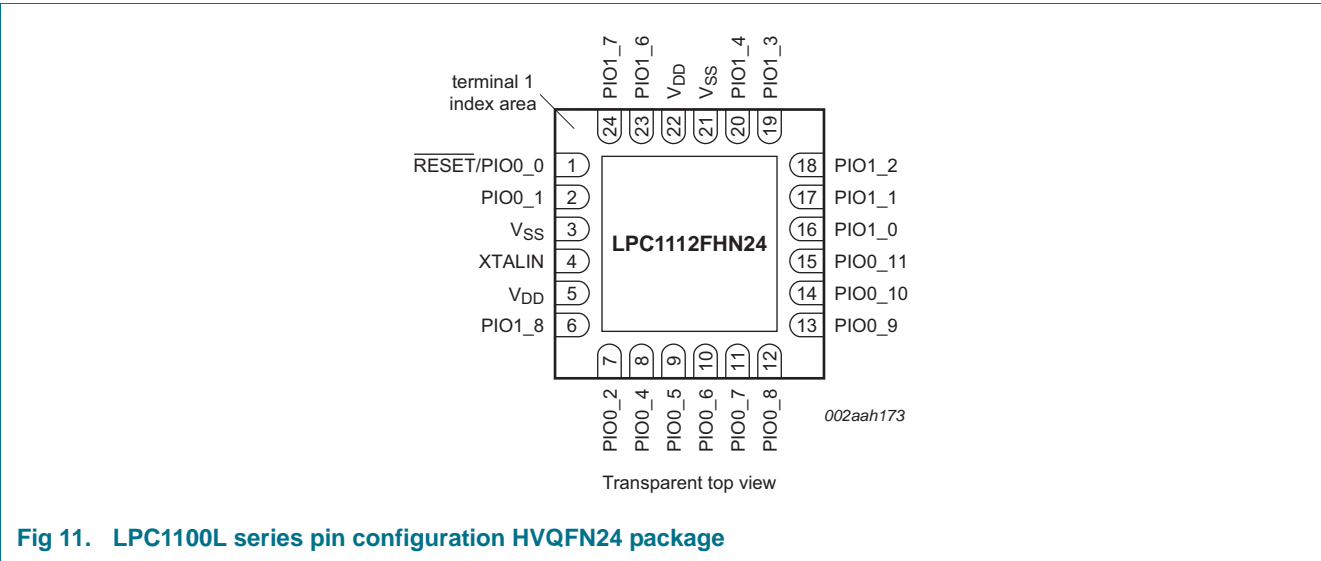 PIO1_7
PIO1_6
VDD
VSS
PIO1_4
PIO1_3
terminal 1
index area
24
23
22
21
20
19
RESET/PIO0_0 1
PIO0_1 2
VSS 3
XTALIN 4
VDD 5
PIO1_8 6
LPC1112FHN24
18 PIO1_2
17 PIO1_1
16 PIO1_0
15 PIO0_11
14 PIO0_10
13 PIO0_9
7
8
9
10
11
12
PIO0_2
PIO0_4
PIO0_5
PIO0_6
PIO0_7
PIO0_8
002aah173
Transparent top view
Fig 11. LPC1100L series pin configuration HVQFN24 package